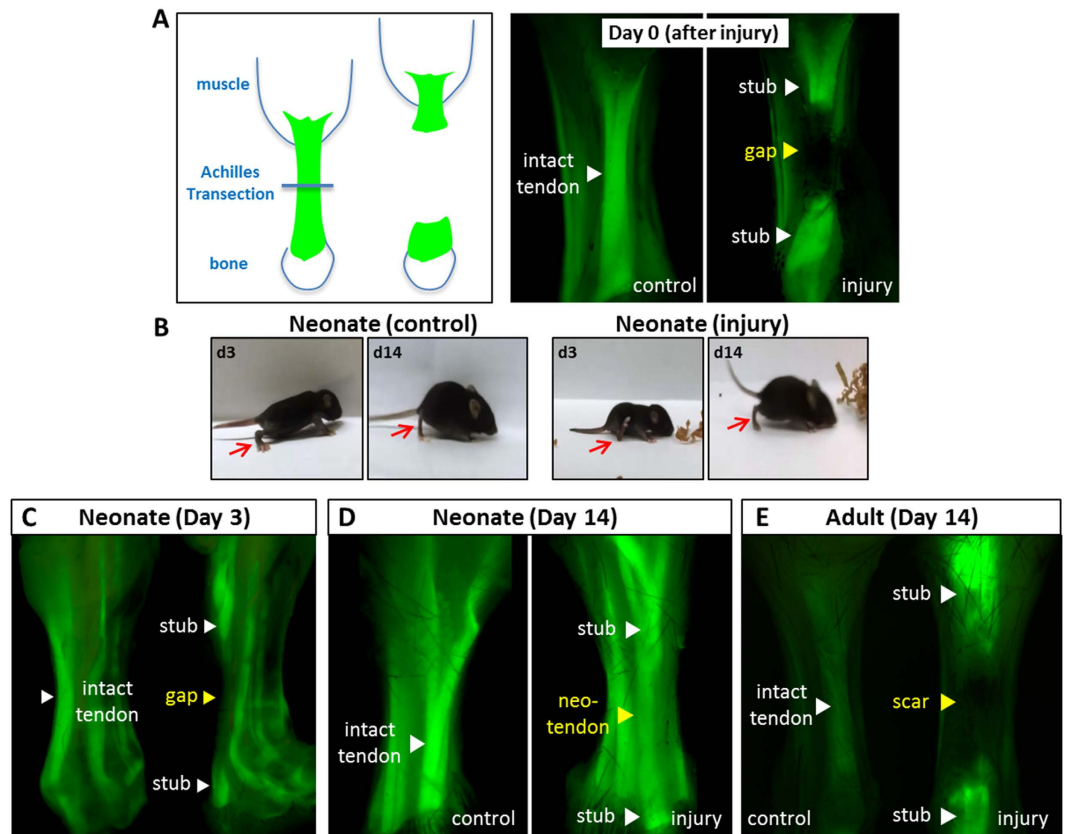 A
muscle
Achilles
Transection
bone
Day 0 (after injury)
intact
tendon
control
stub
gap
stub
injury
B
Neonate (control)
d3
d14
Neonate (injury)
d3
d14
C
Neonate (Day 3)
intact
tendon
stub
gap
stub
D
Neonate (Day 14)
intact
tendon
control
stub
neo-
tendon
stub
injury
E
Adult (Day 14)
intact
tendon
control
stub
scar
stub
injury